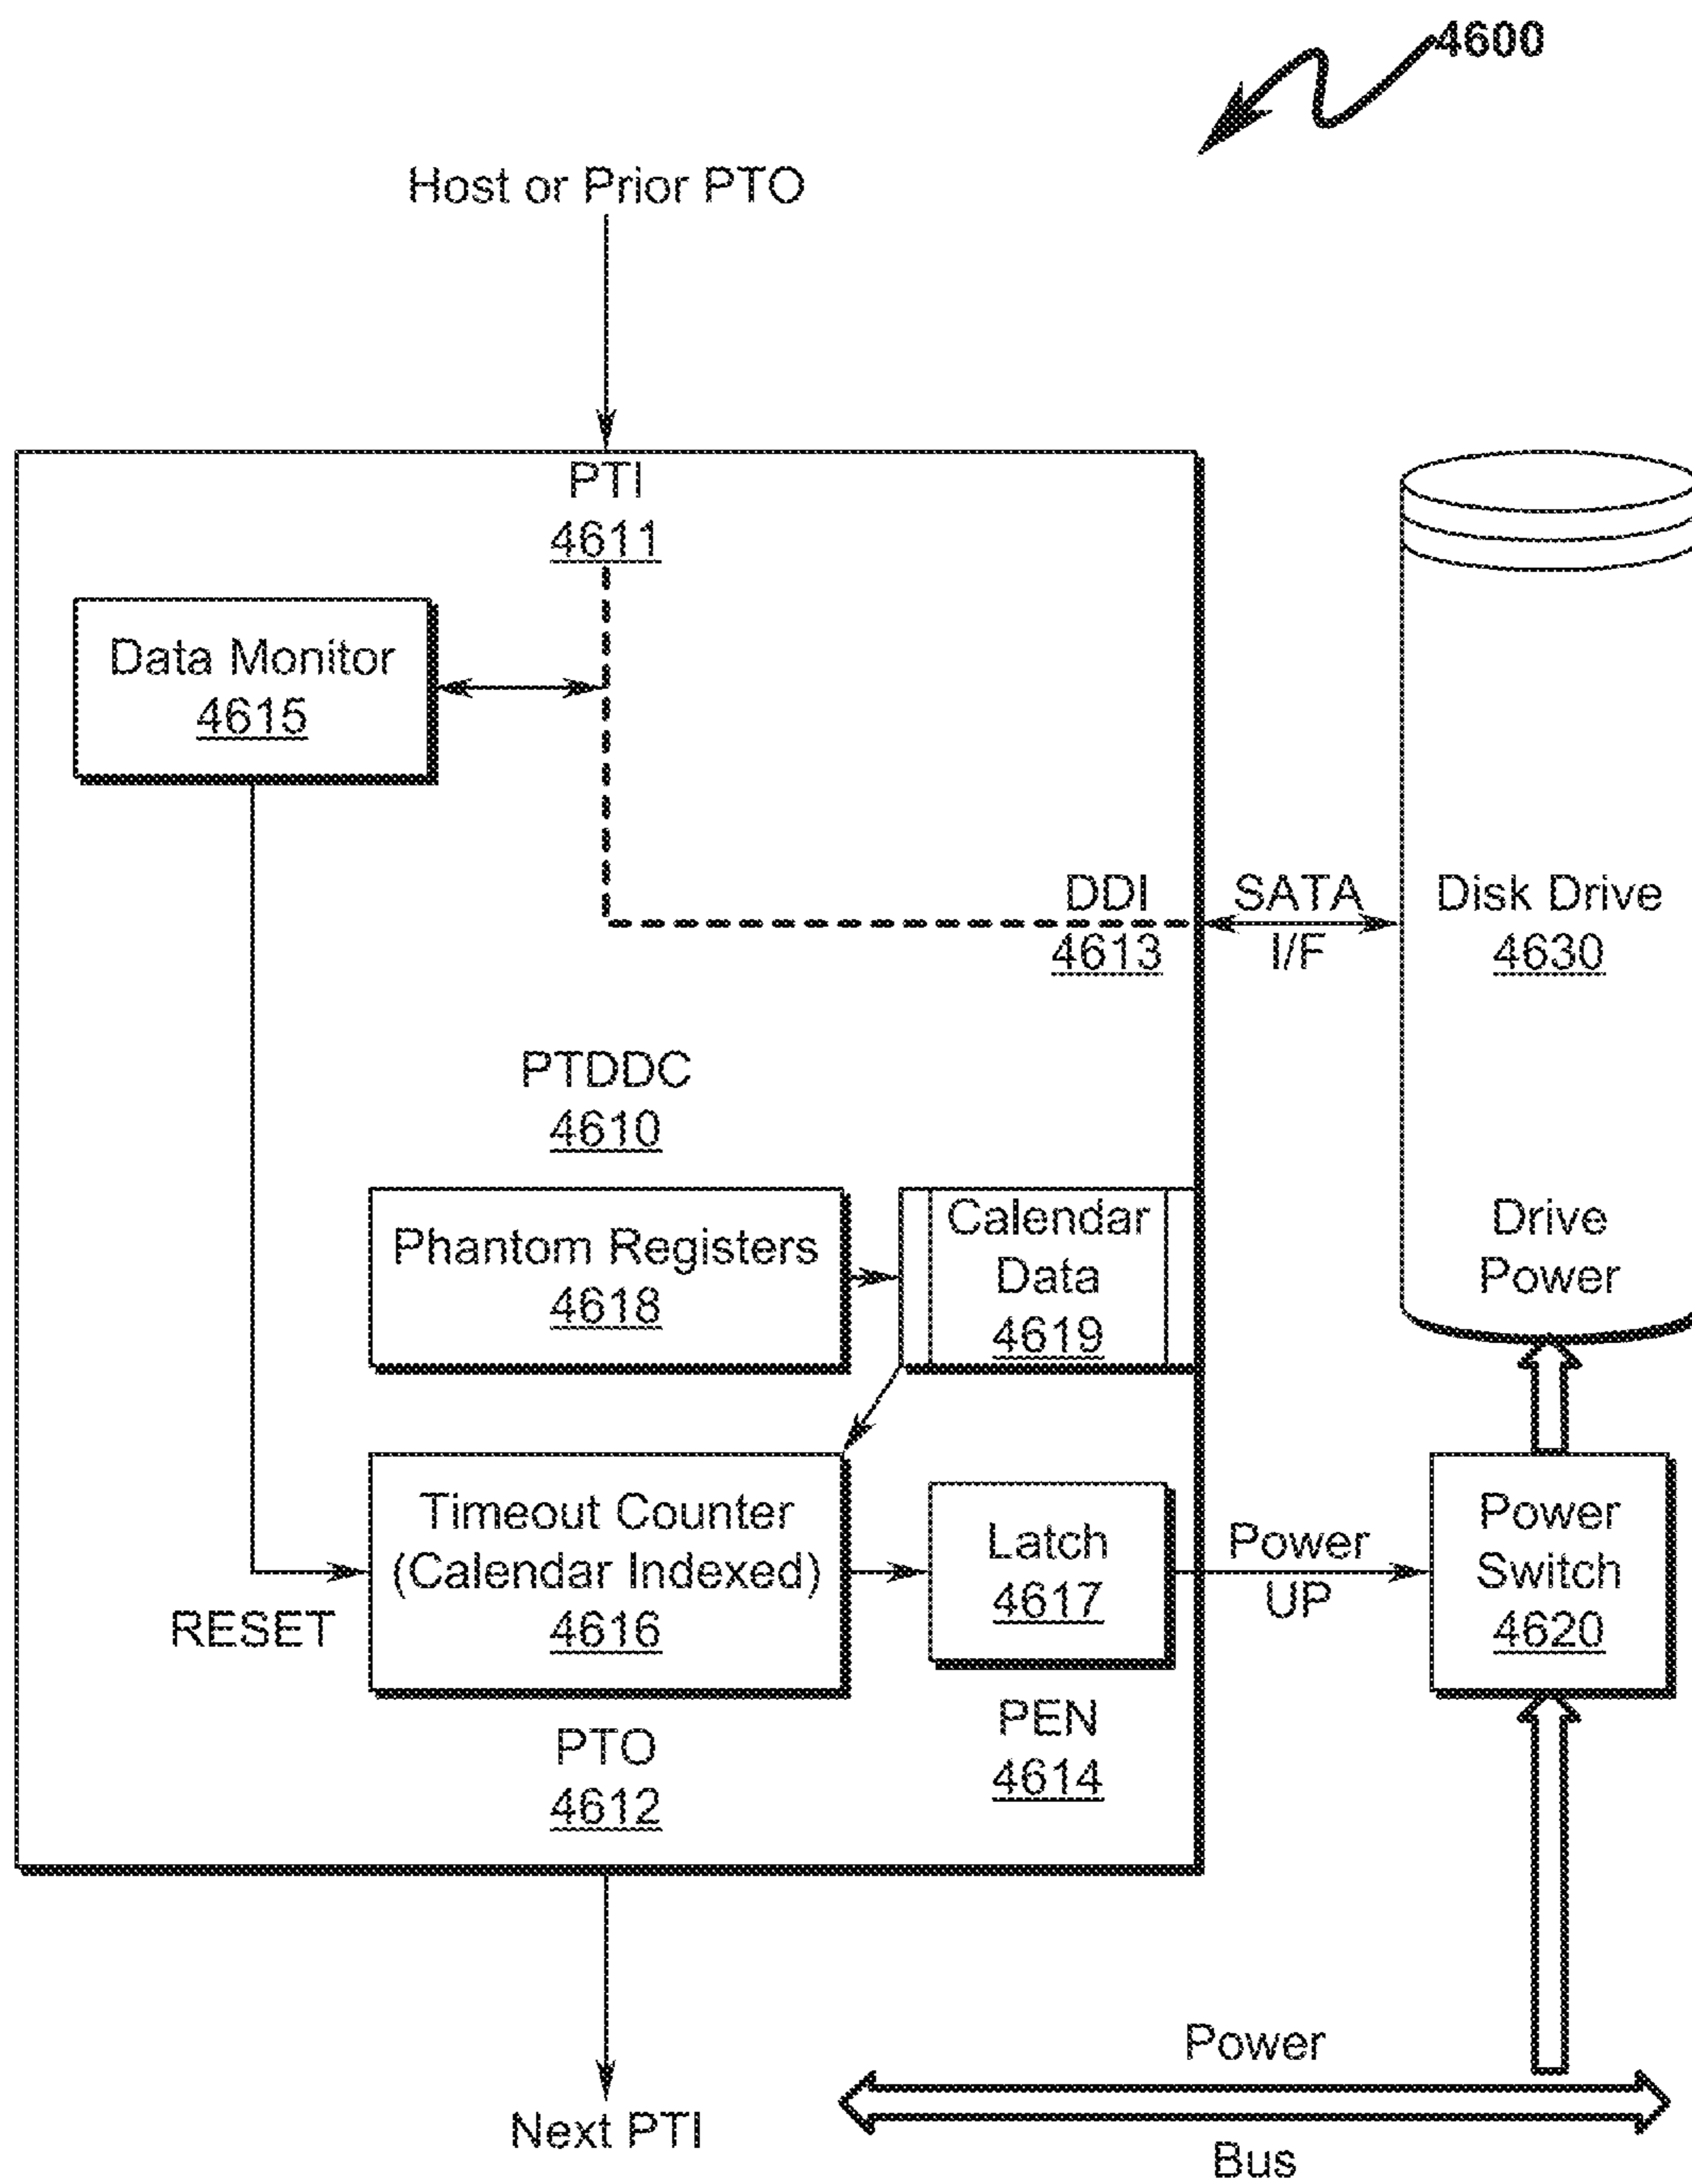 4600
Host or Prior PTO
PTI
4611
Data Monitor
4615
DDI
4613
SATA
I/F
Disk Drive
4630
PTDDC
4610
Phantom Registers
4618
Calendar
Data
4619
Drive
Power
Timeout Counter
(Calendar Indexed)
4616
RESET
Latch
4617
Power
UP
Power
Switch
4620
PTO
4612
PEN
4614
Power
Bus
Next PTI